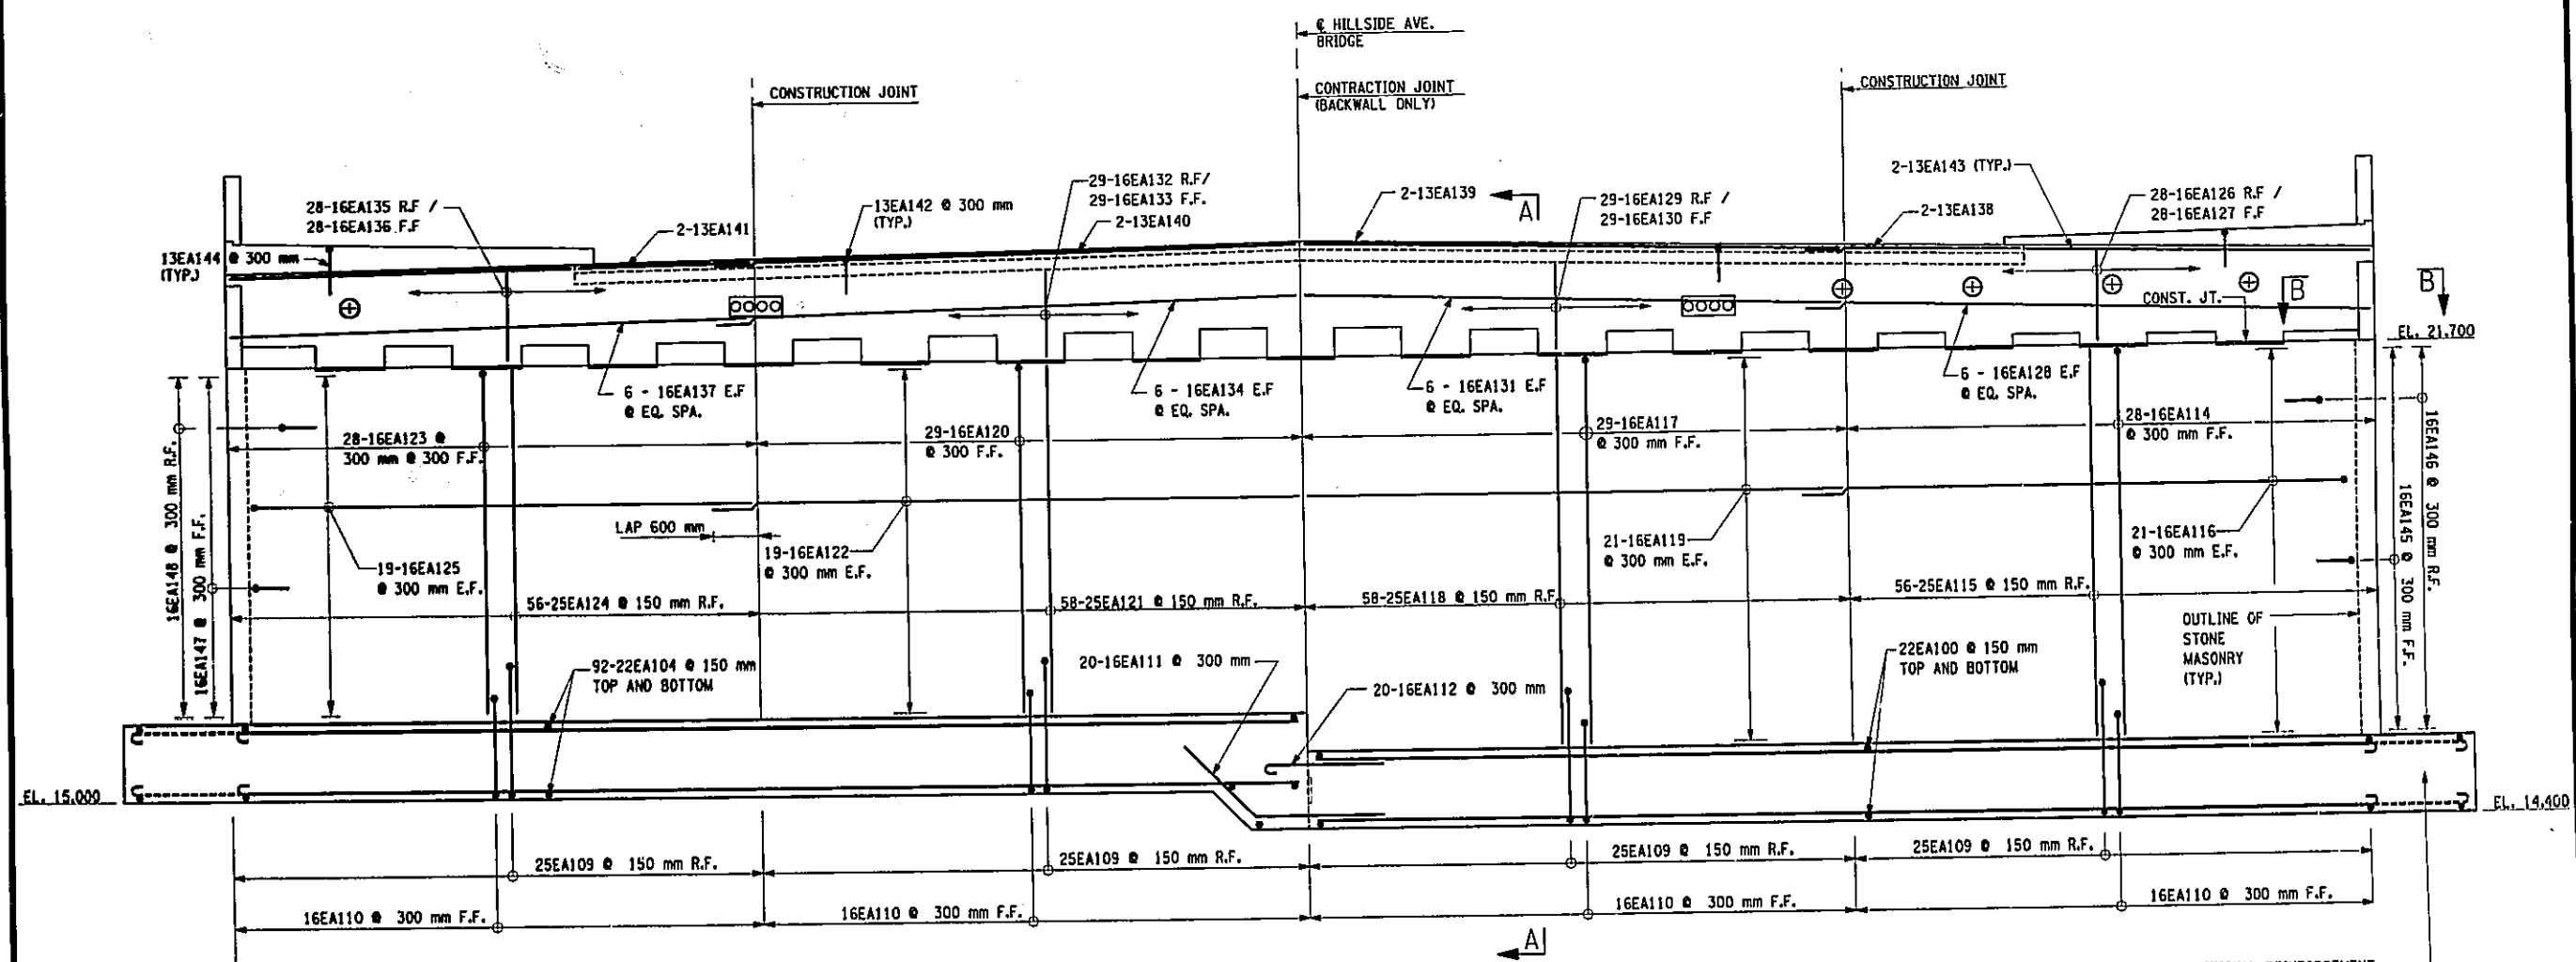 ℄ HILLSIDE AVE.
BRIDGE
CONSTRUCTION JOINT
CONTRACTION JOINT
(BACKWALL ONLY)
CONSTRUCTION JOINT
28-16EA135 R.F /
28-16EA136 F.F
2-13EA141
13EA142 @ 300 mm
(TYP.)
29-16EA132 R.F/
29-16EA133 F.F.
2-13EA140
2-13EA139
A
29-16EA129 R.F /
29-16EA130 F.F
2-13EA143 (TYP.)
2-13EA138
28-16EA126 R.F /
28-16EA127 F.F
13EA144 @ 300 mm
(TYP.)
CONST. JT.
B
B
EL. 21.700
6 - 16EA137 E.F
@ EQ. SPA.
6 - 16EA134 E.F
@ EQ. SPA.
6 - 16EA131 E.F
@ EQ. SPA.
6 - 16EA128 E.F
@ EQ. SPA.
28-16EA123 @
300 mm @ 300 F.F.
29-16EA120
@ 300 F.F.
29-16EA117
@ 300 mm F.F.
28-16EA114
@ 300 mm F.F.
16EA148 @ 300 mm R.F.
16EA147 @ 300 mm F.F.
16EA146 @ 300 mm R.F.
16EA145 @ 300 mm F.F.
LAP 600 mm
19-16EA125
@ 300 mm E.F.
19-16EA122
@ 300 mm E.F.
21-16EA119
@ 300 mm E.F.
21-16EA116
@ 300 mm E.F.
56-25EA124 @ 150 mm R.F.
58-25EA121 @ 150 mm R.F.
58-25EA118 @ 150 mm R.F.
56-25EA115 @ 150 mm R.F.
OUTLINE OF
STONE
MASONRY
(TYP.)
92-22EA104 @ 150 mm
TOP AND BOTTOM
20-16EA111 @ 300 mm
20-16EA112 @ 300 mm
22EA100 @ 150 mm
TOP AND BOTTOM
EL. 15.000
EL. 14.400
25EA109 @ 150 mm R.F.
25EA109 @ 150 mm R.F.
25EA109 @ 150 mm R.F.
25EA109 @ 150 mm R.F.
16EA110 @ 300 mm F.F.
16EA110 @ 300 mm F.F.
16EA110 @ 300 mm F.F.
16EA110 @ 300 mm F.F.
A